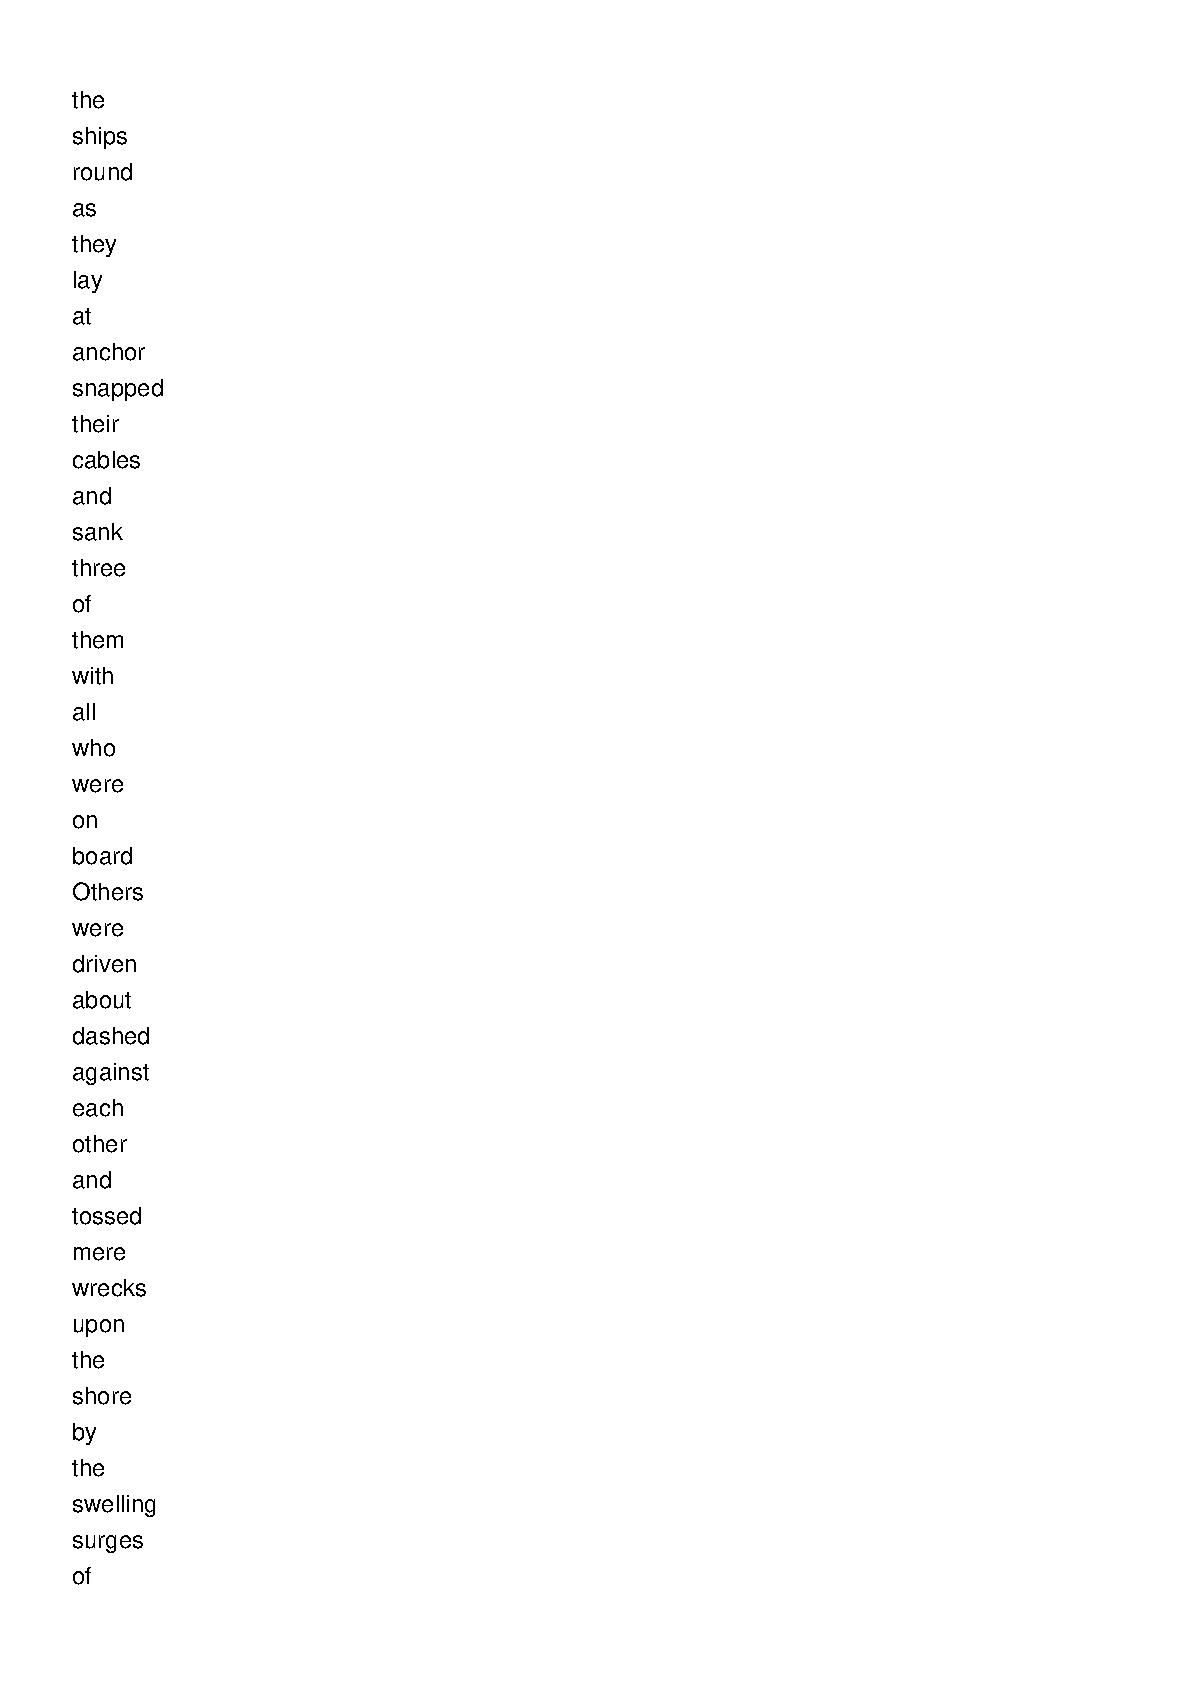 the
ships
round
as
they
lay
at
anchor
snapped
their
cables
and
sank
three
of
them
with
all
who
were
on
board
Others
were
driven
about
dashed
against
each
other
and
tossed
mere
wrecks
upon
the
shore
by
the
swelling
surges
of